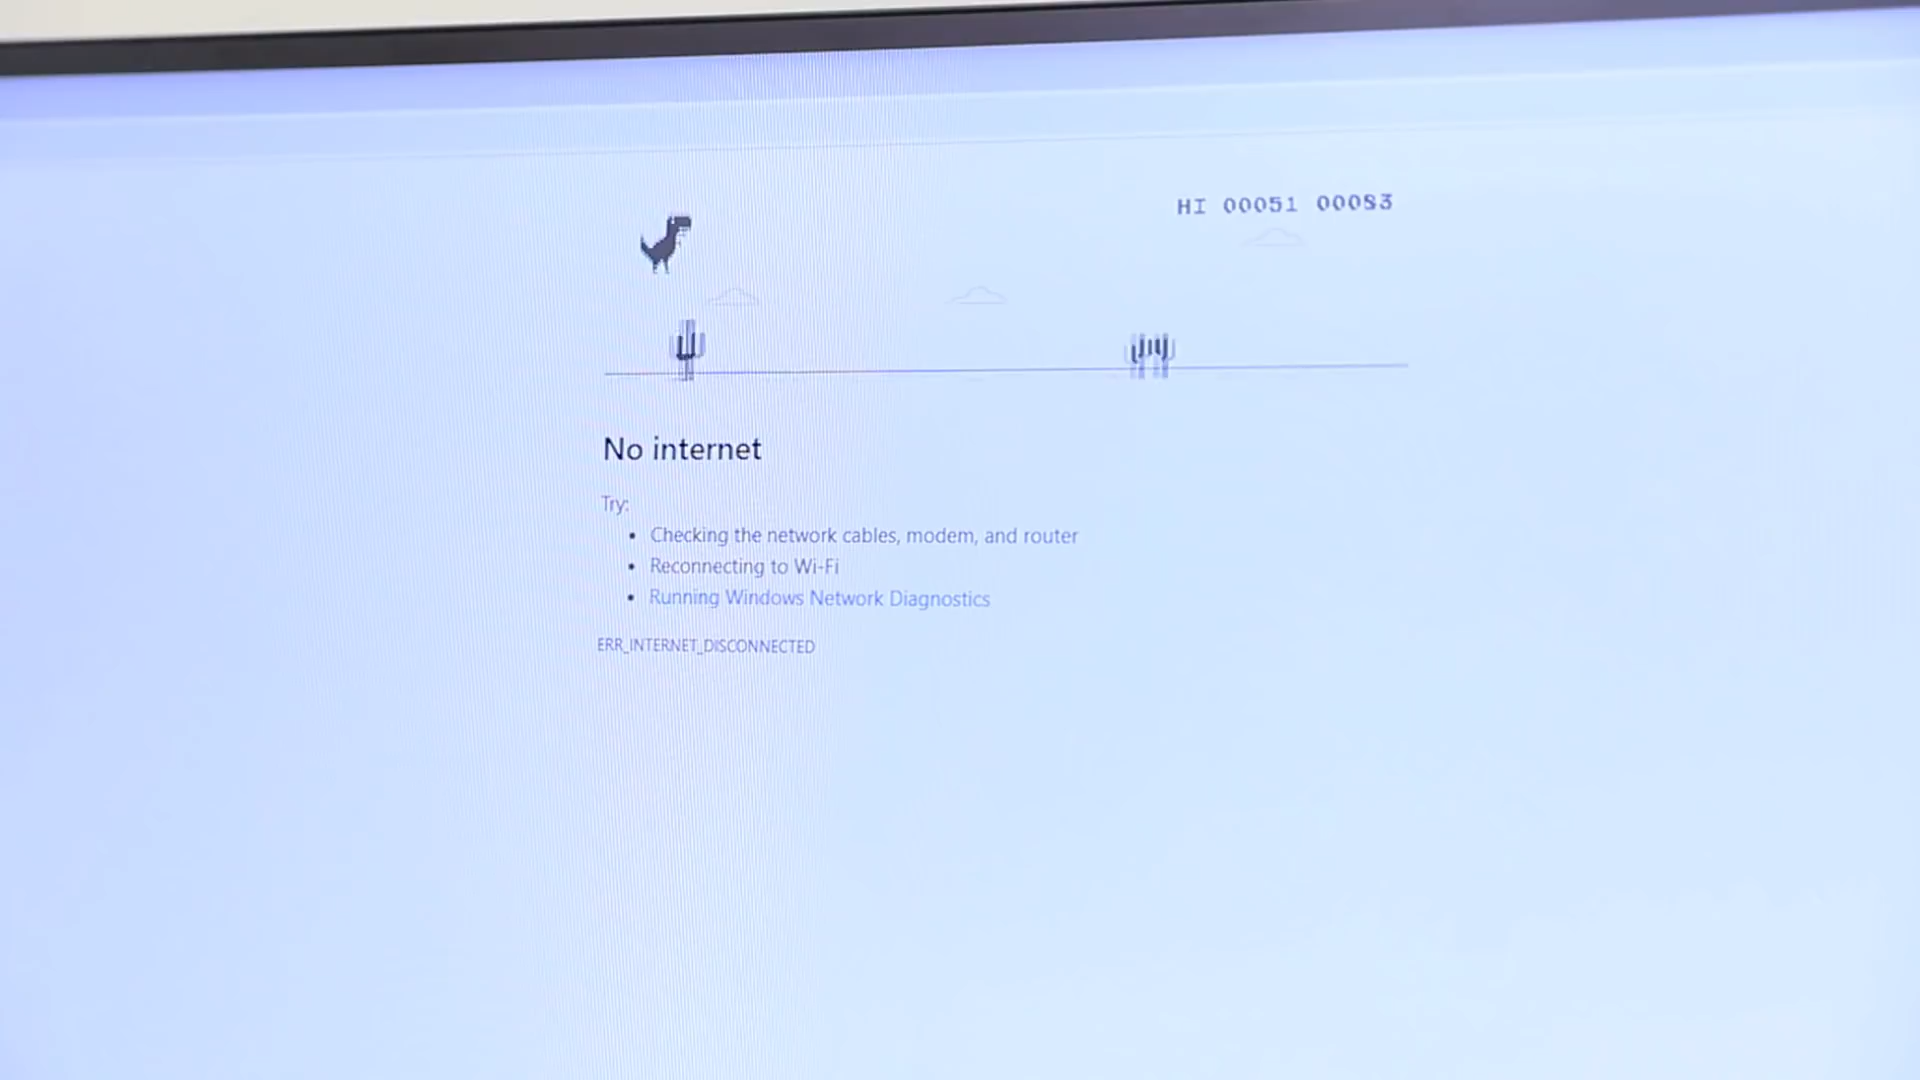 HI 00051 00083
No internet
Try:
• Checking the network cables, modem, and router
• Reconnecting to Wi-Fi
• Running Windows Network Diagnostics
ERR_INTERNET_DISCONNECTED